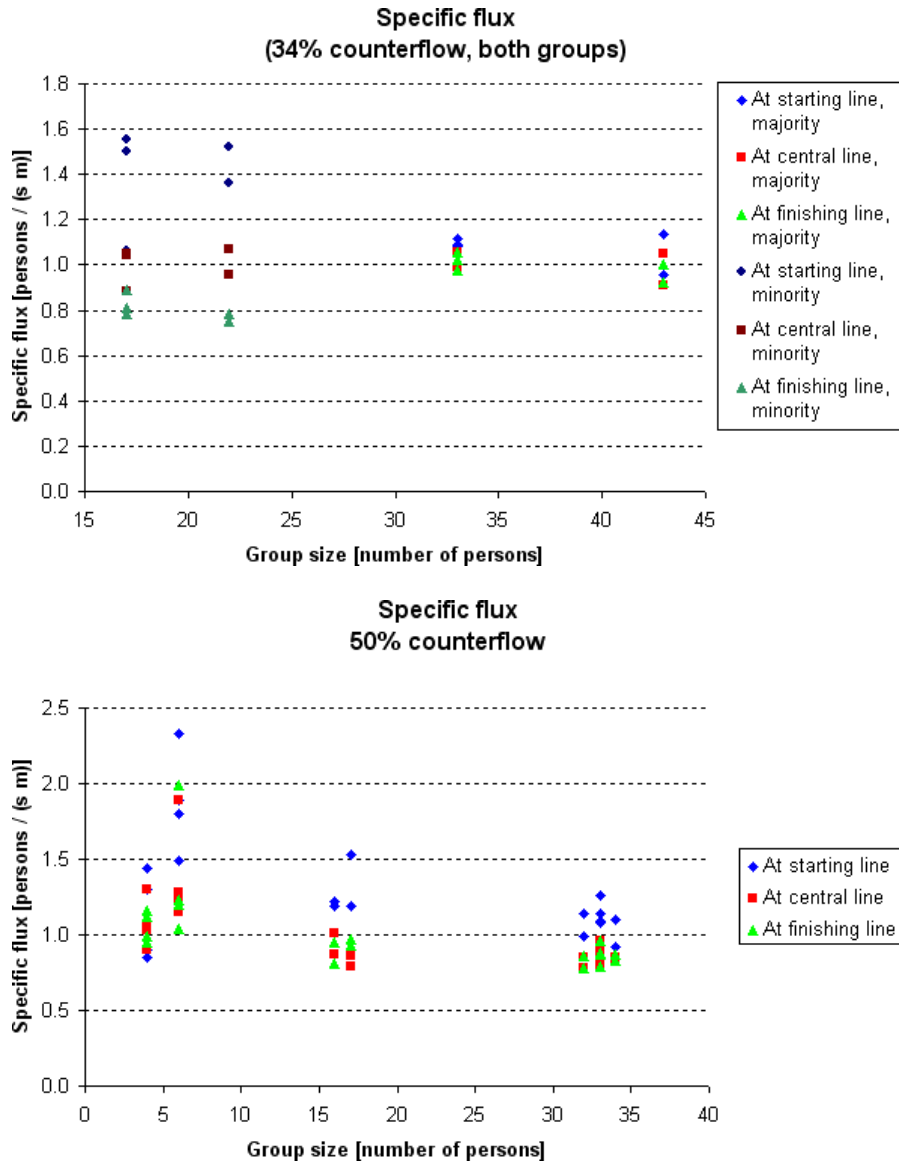 Specific flux
(34% counterflow, both groups)
1.8
1.6
1.4
1.2
1.0
0.8
0.6
0.4
0.2
0.0
Specific flux [persons / (s m)]
15 20 25 30 35 40 45
Group size [number of persons]
At starting line,
majority
At central line,
majority
At finishing line,
majority
At starting line,
minority
At central line,
minority
At finishing line,
minority
Specific flux
50% counterflow
2.5
2.0
1.5
1.0
0.5
0.0
Specific flux [persons / (s m)]
0 5 10 15 20 25 30 35 40
Group size [number of persons]
At starting line
At central line
At finishing line